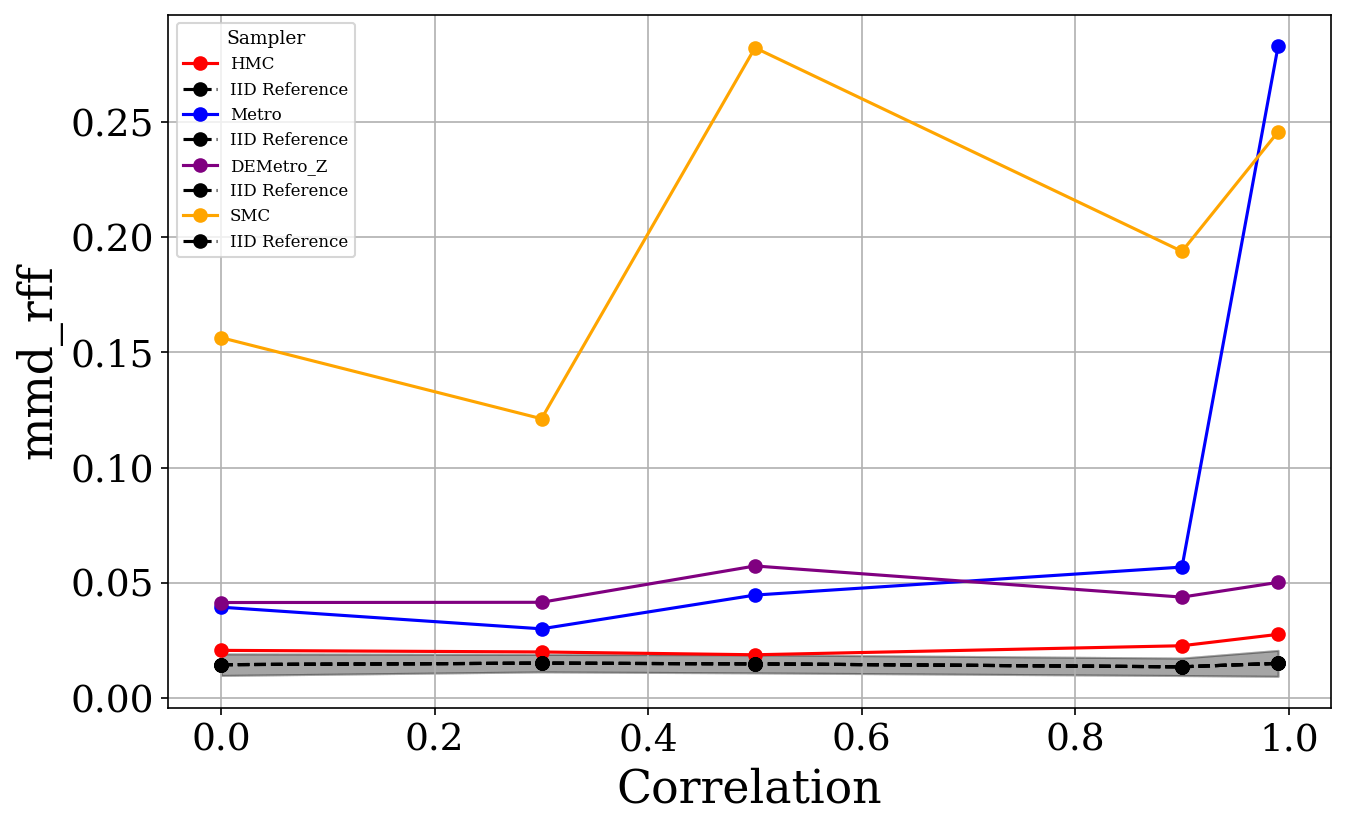 Sampler
HMC
IID Reference
Metro
IID Reference
DEMetro_Z
IID Reference
SMC
IID Reference
mmd_rff
0.25
0.20
0.15
0.10
0.05
0.00
0.0 0.2 0.4 0.6 0.8 1.0
Correlation